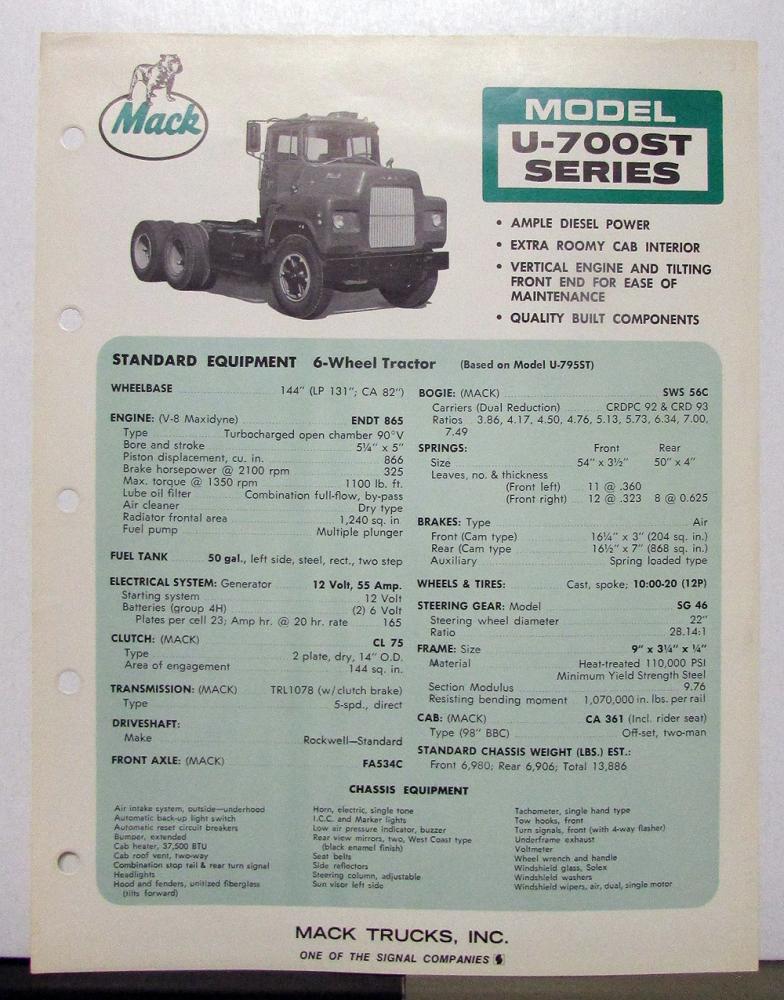 Mack
MODEL
U-700ST
SERIES
• AMPLE DIESEL POWER
• EXTRA ROOMY CAB INTERIOR
• VERTICAL ENGINE AND TILTING
FRONT END FOR EASE OF
MAINTENANCE
• QUALITY BUILT COMPONENTS
STANDARD EQUIPMENT 6-Wheel Tractor (Based on Model U-795ST)
WHEELBASE 144" (LP 131"; CA 82")
ENGINE: (V-8 Maxidyne) ENDT 865
Type Turbocharged open chamber 90°V
Bore and stroke 5¼" x 5"
Piston displacement, cu. in. 866
Brake horsepower @ 2100 rpm 325
Max. torque @ 1350 rpm 1100 lb. ft.
Lube oil filter Combination full-flow, by-pass
Air cleaner Dry type
Radiator frontal area 1,240 sq. in
Fuel pump Multiple plunger
FUEL TANK 50 gal., left side, steel, rect., two step
ELECTRICAL SYSTEM: Generator 12 Volt, 55 Amp.
Starting system 12 Volt
Batteries (group 4H) (2) 6 Volt
Plates per cell 23; Amp hr. @ 20 hr. rate 165
CLUTCH: (MACK) CL 75
Type 2 plate, dry, 14" O.D.
Area of engagement 144 sq. in.
TRANSMISSION: (MACK) TRL1078 (w/clutch brake)
Type 5-spd., direct
DRIVESHAFT:
Make Rockwell—Standard
FRONT AXLE: (MACK) FA534C
BOGIE: (MACK) SWS 56C
Carriers (Dual Reduction) CRDPC 92 & CRD 93
Ratios 3.86, 4.17, 4.50, 4.76, 5.13, 5.73, 6.34, 7.00,
7.49
SPRINGS: Front Rear
Size 54" x 3½" 50" x 4"
Leaves, no. & thickness
(Front left) 11 @ .360
(Front right) 12 @ .323 8 @ 0.625
BRAKES: Type Air
Front (Cam type) 16¼" x 3" (204 sq. in.)
Rear (Cam type 16½" x 7" (868 sq. in.)
Auxiliary Spring loaded type
WHEELS & TIRES: Cast, spoke; 10:00-20 (12P)
STEERING GEAR: Model SG 46
Steering wheel diameter 22"
Ratio 28.14:1
FRAME: Size 9" x 3¼" x ¼"
Material Heat-treated 110,000 PSI
Minimum Yield Strength Steel
Section Modulus 9.76
Resisting bending moment 1,070,000 in. lbs. per rail
CAB: (MACK) CA 361 (Incl. rider seat)
Type (98" BBC) Off-set, two-man
STANDARD CHASSIS WEIGHT (LBS.) EST.:
Front 6,980; Rear 6,906; Total 13,886
CHASSIS EQUIPMENT
Air intake system, outside—underhood
Automatic back-up light switch
Automatic reset circuit breakers
Bumper, extended
Cab heater, 37,500 BTU
Cab roof vent, two-way
Combination stop tail & rear turn signal
Headlights
Hood and fenders, unitized fiberglass
(tilts forward)
Horn, electric, single tone
I.C.C. and Marker lights
Low air pressure indicator, buzzer
Rear view mirrors, two, West Coast type
(black enamel finish)
Seat belts
Side reflectors
Steering column, adjustable
Sun visor left side
Tachometer, single hand type
Tow hooks, front
Turn signals, front (with 4-way flasher)
Underframe exhaust
Voltmeter
Wheel wrench and handle
Windshield glass, Solex
Windshield washers
Windshield wipers, air, dual, single motor
MACK TRUCKS, INC.
ONE OF THE SIGNAL COMPANIES